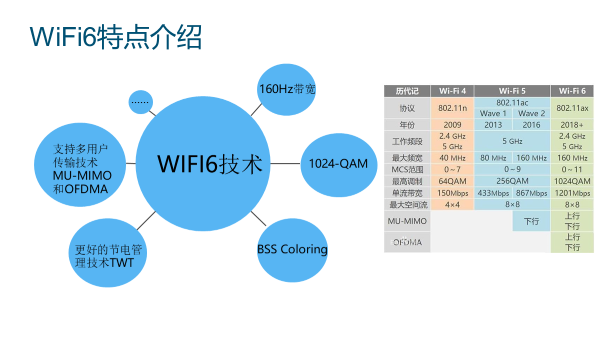 WiFi6特点介绍
······
160Hz带宽
支持多用户
传输技术
MU-MIMO
和OFDMA
WIFI6技术
1024-QAM
更好的节电管
理技术TWT
BSS Coloring
历代记 Wi-Fi 4 Wi-Fi 5 Wi-Fi 6
协议 802.11n 802.11ac 802.11ax
Wave 1 Wave 2
年份 2009 2013 2016 2018+
工作频段 2.4 GHz 5 GHz 5 GHz 2.4 GHz 5 GHz
最大频宽 40 MHz 80 MHz 160 MHz 160 MHz
MCS范围 0~7 0~9 0~11
最高调制 64QAM 256QAM 1024QAM
单流带宽 150Mbps 433Mbps 867Mbps 1201Mbps
最大空间流 4×4 8×8 8×8
MU-MIMO 下行 上行 下行
OFDMA 上行 下行